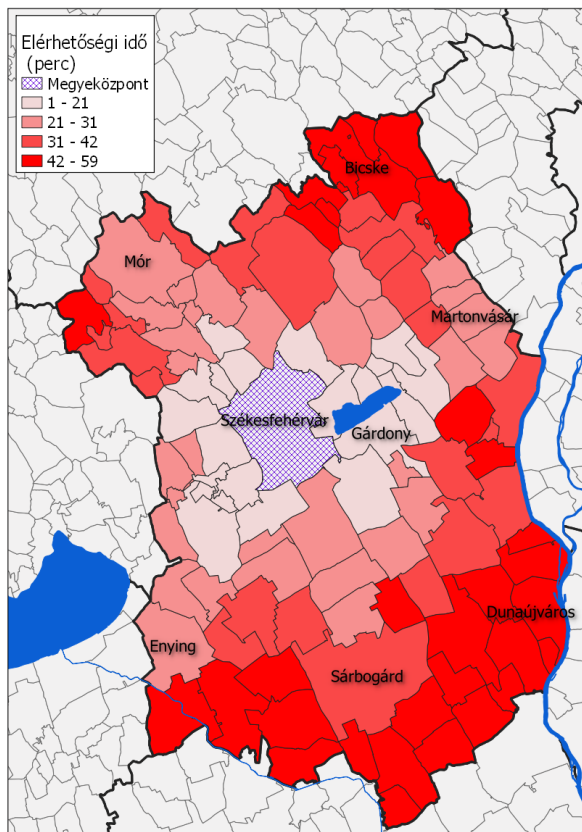 Elérhetőségi idő
(perc)
Megyeközpont
1 - 21
21 - 31
31 - 42
42 - 59
Bicske
Mór
Martonvásár
Székesfehérvár
Gárdony
Dunaújváros
Enying
Sárbogárd